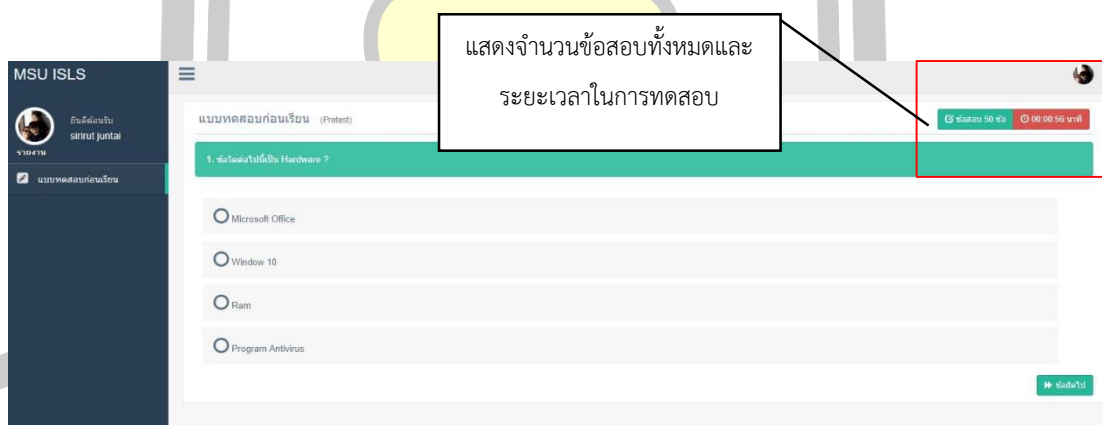 แสดงจำนวนข้อสอบทั้งหมดและ
ระยะเวลาในการทดสอบ
MSU ISLS
ยินดีต้อนรับ
sirirut juntai
รายงาน
แบบทดสอบก่อนเรียน
แบบทดสอบก่อนเรียน (Pretest)
ข้อสอบ 50 ข้อ
00:00:56 นาที
1. ข้อใดต่อไปนี้เป็น Hardware ?
Microsoft Office
Window 10
Ram
Program Antivirus
ข้อถัดไป